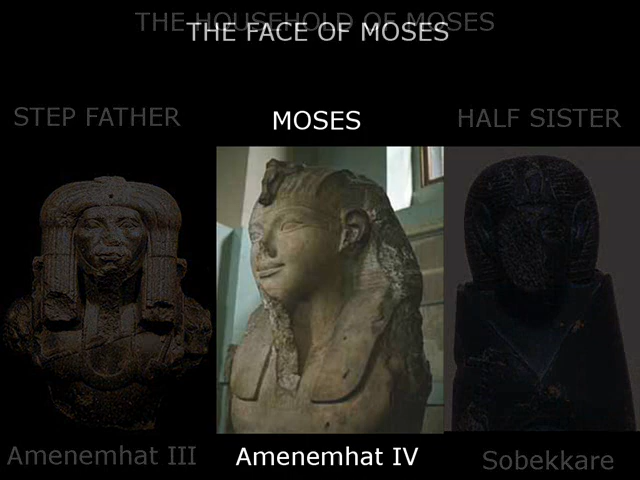 THE HOUSEHOLD OF MOSES
THE FACE OF MOSES
STEP FATHER
MOSES
HALF SISTER
Amenemhat III
Amenemhat IV
Sobekkare